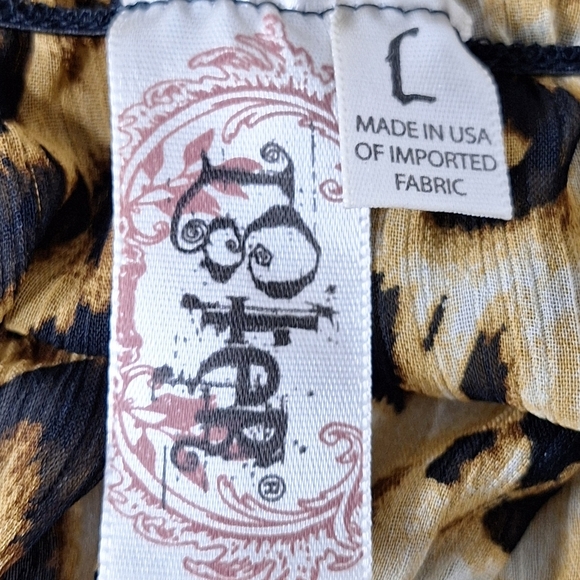 L
MADE IN USA
OF IMPORTED
FABRIC
®